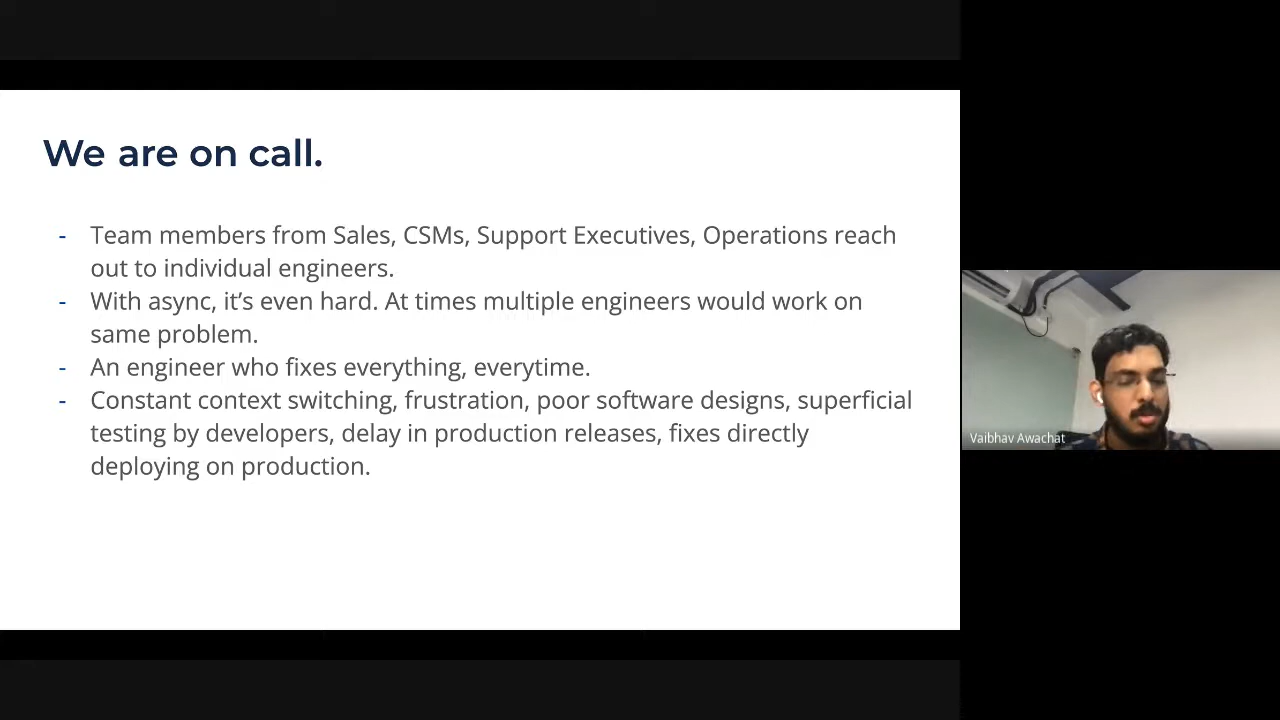 We are on call.
- Team members from Sales, CSMs, Support Executives, Operations reach
out to individual engineers.
- With async, it’s even hard. At times multiple engineers would work on
same problem.
- An engineer who fixes everything, everytime.
- Constant context switching, frustration, poor software designs, superficial
testing by developers, delay in production releases, fixes directly
deploying on production.
Vaibhav Awachat